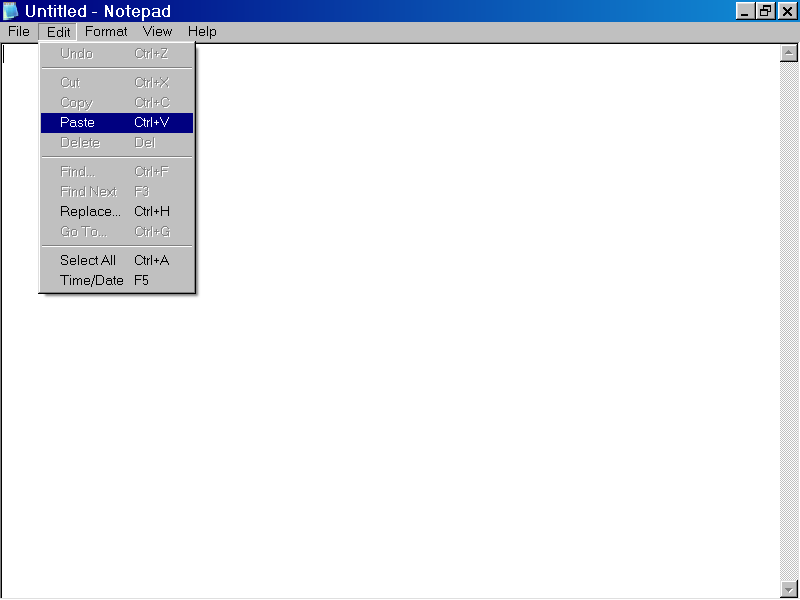 Untitled - Notepad
File Edit Format View Help
Undo Ctrl+Z
Cut Ctrl+X
Copy Ctrl+C
Paste Ctrl+V
Delete Del
Find... Ctrl+F
Find Next F3
Replace... Ctrl+H
Go To... Ctrl+G
Select All Ctrl+A
Time/Date F5